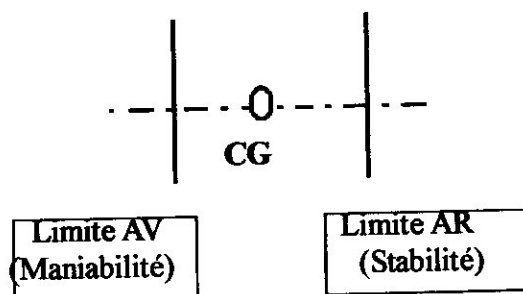 CG
Limite AV
(Maniabilité)
Limite AR
(Stabilité)